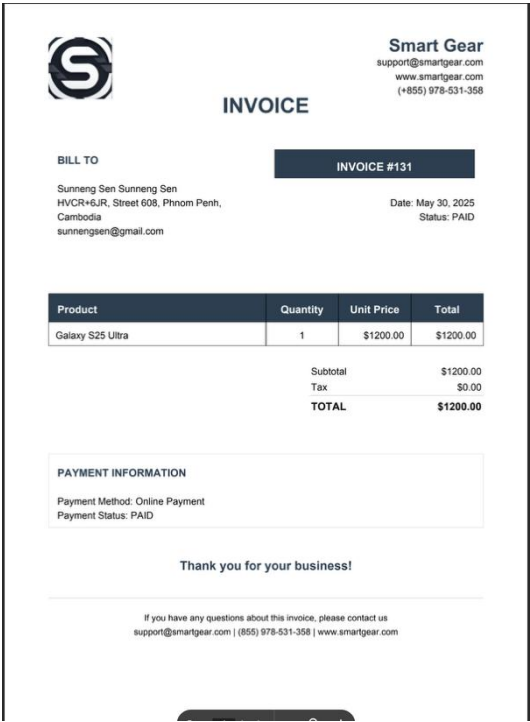 Smart Gear
support@smartgear.com
www.smartgear.com
(+855) 978-531-358
INVOICE
BILL TO
Sunneng Sen Sunneng Sen
HVCR+6JR, Street 608, Phnom Penh,
Cambodia
sunnengsen@gmail.com
INVOICE #131
Date: May 30, 2025
Status: PAID
Product Quantity Unit Price Total
Galaxy S25 Ultra 1 $1200.00 $1200.00
Subtotal $1200.00
Tax $0.00
TOTAL $1200.00
PAYMENT INFORMATION
Payment Method: Online Payment
Payment Status: PAID
Thank you for your business!
If you have any questions about this invoice, please contact us
support@smartgear.com | (855) 978-531-358 | www.smartgear.com